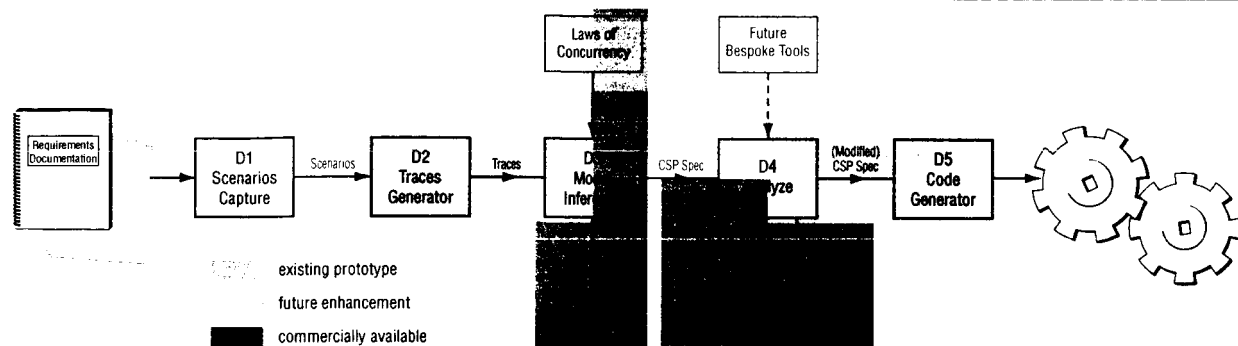 Laws of
Concurrency
Future
Bespoke Tools
Requirements
Documentation
D1
Scenarios
Capture
Scenarios
D2
Traces
Generator
Traces
CSP Spec
D4
(Modified)
CSP Spec
D5
Code
Generator
existing prototype
future enhancement
commercially available